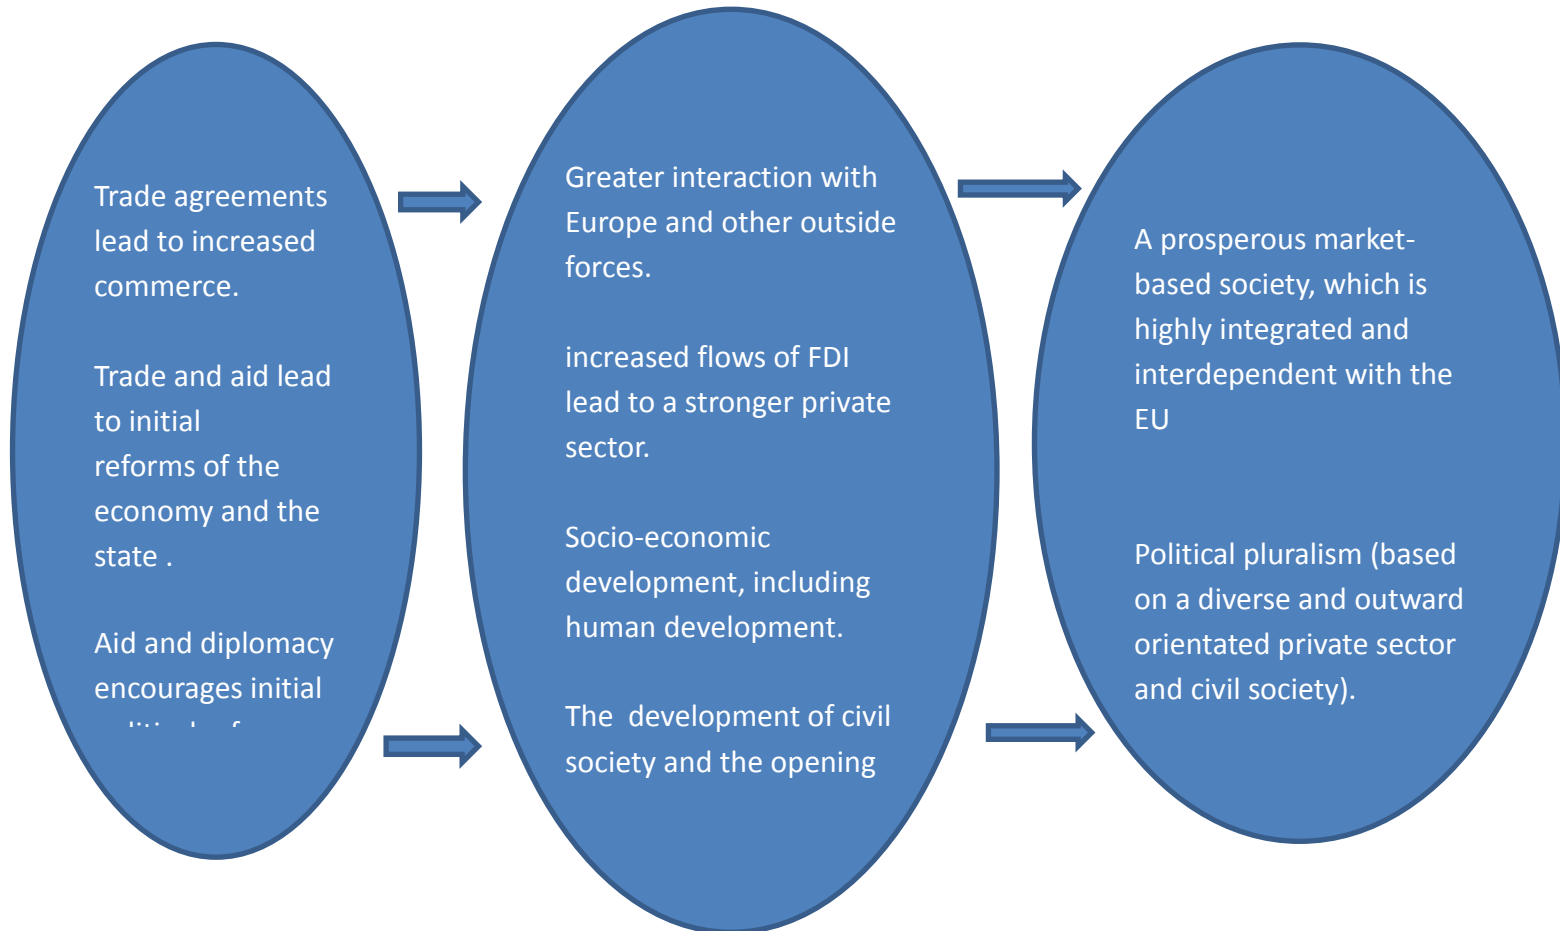 Trade agreements
lead to increased
commerce.
Trade and aid lead
to initial
reforms of the
economy and the
state .
Aid and diplomacy
encourages initial
Greater interaction with
Europe and other outside
forces.
increased flows of FDI
lead to a stronger private
sector.
Socio-economic
development, including
human development.
The  development of civil
society and the opening
A prosperous market-
based society, which is
highly integrated and
interdependent with the
EU
Political pluralism (based
on a diverse and outward
orientated private sector
and civil society).